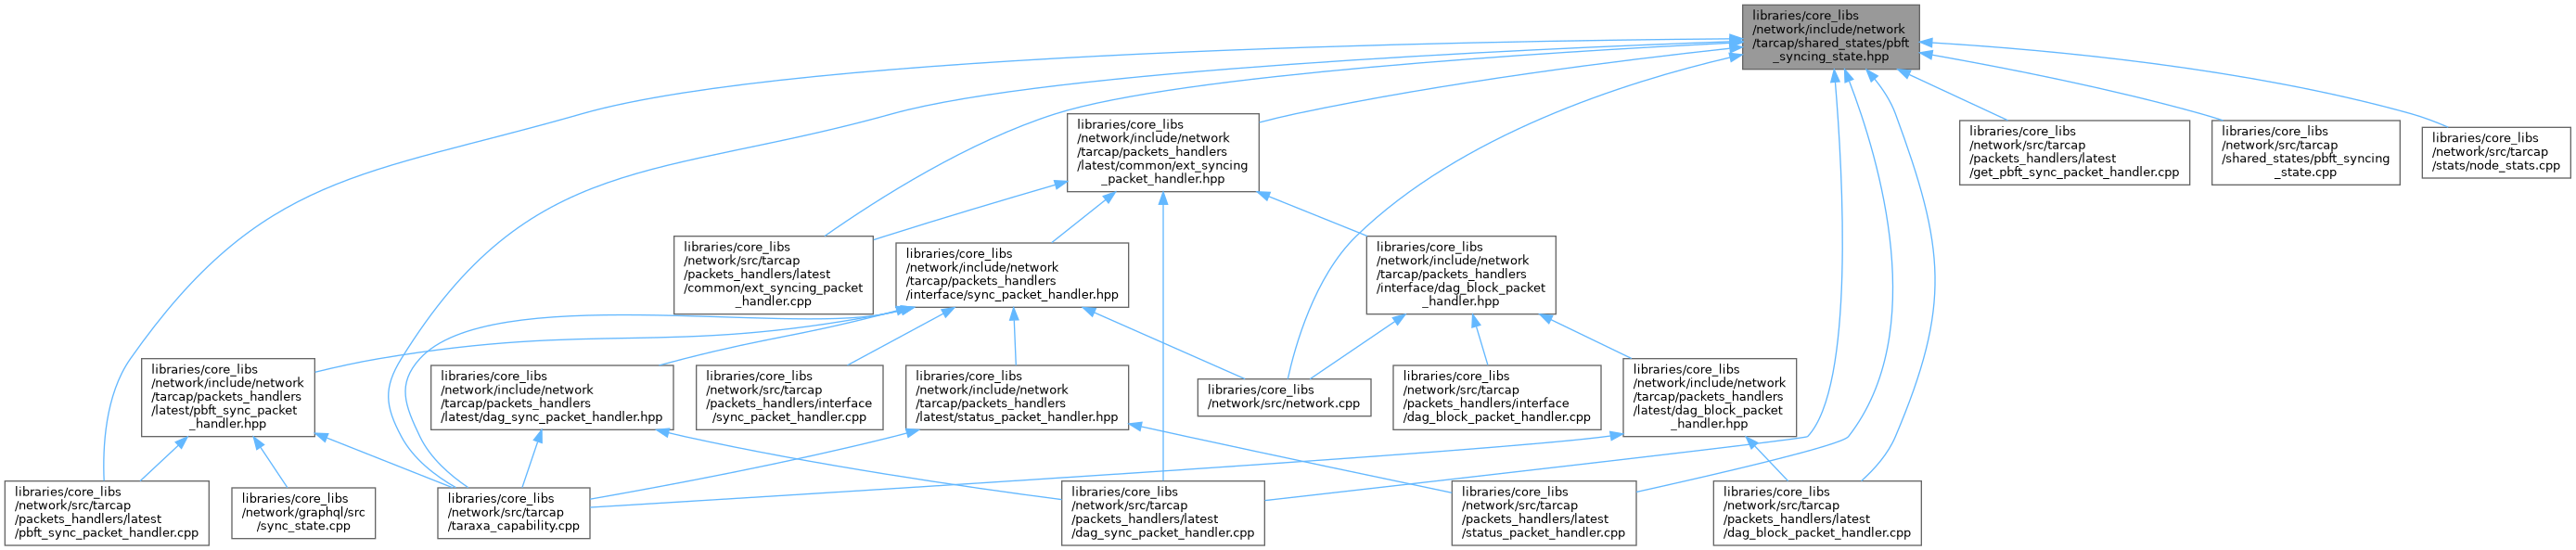 libraries/core_libs
/network/include/network
/tarcap/shared_states/pbft
_syncing_state.hpp
libraries/core_libs
/network/include/network
/tarcap/packets_handlers
/latest/common/ext_syncing
_packet_handler.hpp
libraries/core_libs
/network/src/tarcap
/packets_handlers/latest
/get_pbft_sync_packet_handler.cpp
libraries/core_libs
/network/src/tarcap
/shared_states/pbft_syncing
_state.cpp
libraries/core_libs
/network/src/tarcap
/stats/node_stats.cpp
libraries/core_libs
/network/src/tarcap
/packets_handlers/latest
/common/ext_syncing_packet
_handler.cpp
libraries/core_libs
/network/include/network
/tarcap/packets_handlers
/interface/sync_packet_handler.hpp
libraries/core_libs
/network/include/network
/tarcap/packets_handlers
/interface/dag_block_packet
_handler.hpp
libraries/core_libs
/network/include/network
/tarcap/packets_handlers
/latest/pbft_sync_packet
_handler.hpp
libraries/core_libs
/network/include/network
/tarcap/packets_handlers
/latest/dag_sync_packet_handler.hpp
libraries/core_libs
/network/src/tarcap
/packets_handlers/interface
/sync_packet_handler.cpp
libraries/core_libs
/network/include/network
/tarcap/packets_handlers
/latest/status_packet_handler.hpp
libraries/core_libs
/network/src/network.cpp
libraries/core_libs
/network/src/tarcap
/packets_handlers/interface
/dag_block_packet_handler.cpp
libraries/core_libs
/network/include/network
/tarcap/packets_handlers
/latest/dag_block_packet
_handler.hpp
libraries/core_libs
/network/src/tarcap
/packets_handlers/latest
/pbft_sync_packet_handler.cpp
libraries/core_libs
/network/graphql/src
/sync_state.cpp
libraries/core_libs
/network/src/tarcap
/taraxa_capability.cpp
libraries/core_libs
/network/src/tarcap
/packets_handlers/latest
/dag_sync_packet_handler.cpp
libraries/core_libs
/network/src/tarcap
/packets_handlers/latest
/status_packet_handler.cpp
libraries/core_libs
/network/src/tarcap
/packets_handlers/latest
/dag_block_packet_handler.cpp